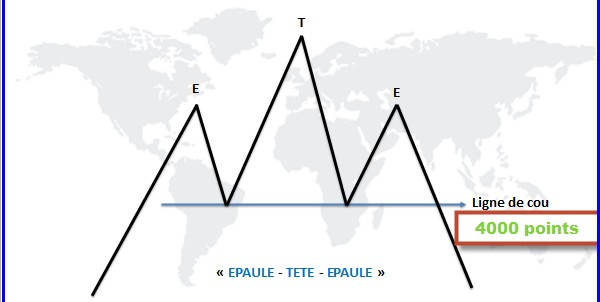 T
E
E
Ligne de cou
4000 points
« EPAULE - TETE - EPAULE »